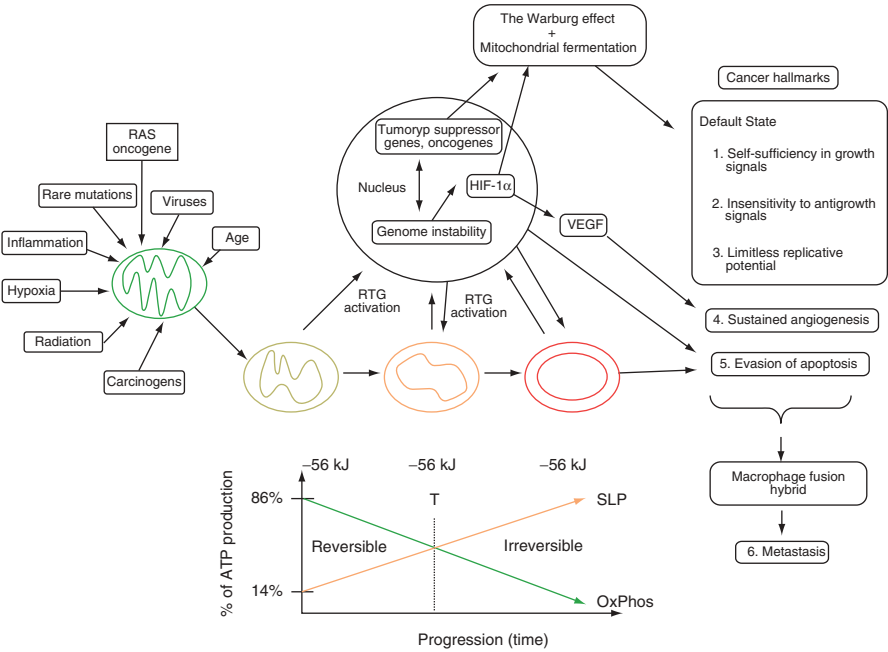 The Warburg effect
+
Mitochondrial fermentation
Cancer hallmarks
Default State
1. Self-sufficiency in growth
signals
2. Insensitivity to antigrowth
signals
3. Limitless replicative
potential
4. Sustained angiogenesis
5. Evasion of apoptosis
Macrophage fusion
hybrid
6. Metastasis
RAS
oncogene
Rare mutations
Viruses
Inflammation
Age
Hypoxia
Radiation
Carcinogens
Tumoryp suppressor
genes, oncogenes
Nucleus
HIF-1α
Genome instability
VEGF
RTG
activation
RTG
activation
–56 kJ
–56 kJ
–56 kJ
T
86%
14%
% of ATP production
Reversible
Irreversible
SLP
OxPhos
Progression (time)